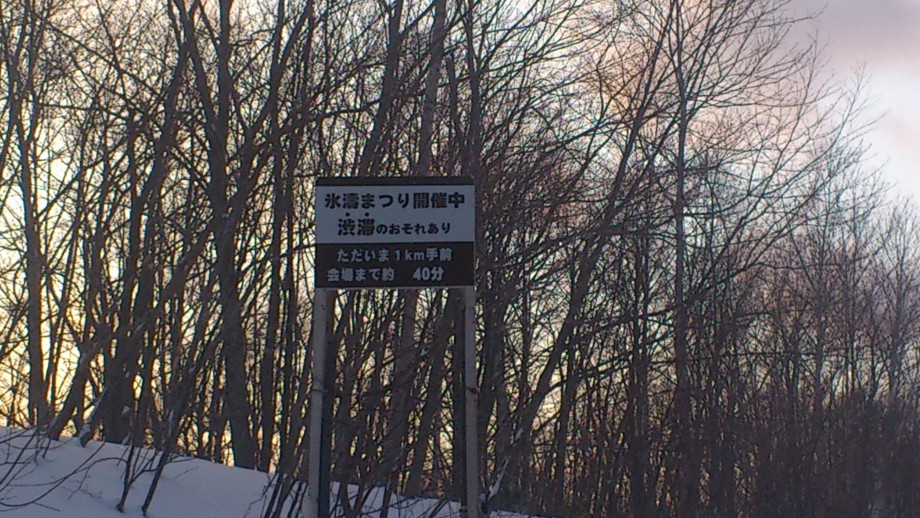 氷濤まつり開催中
渋滞のおそれあり
ただいま1km手前
会場まで約 40分